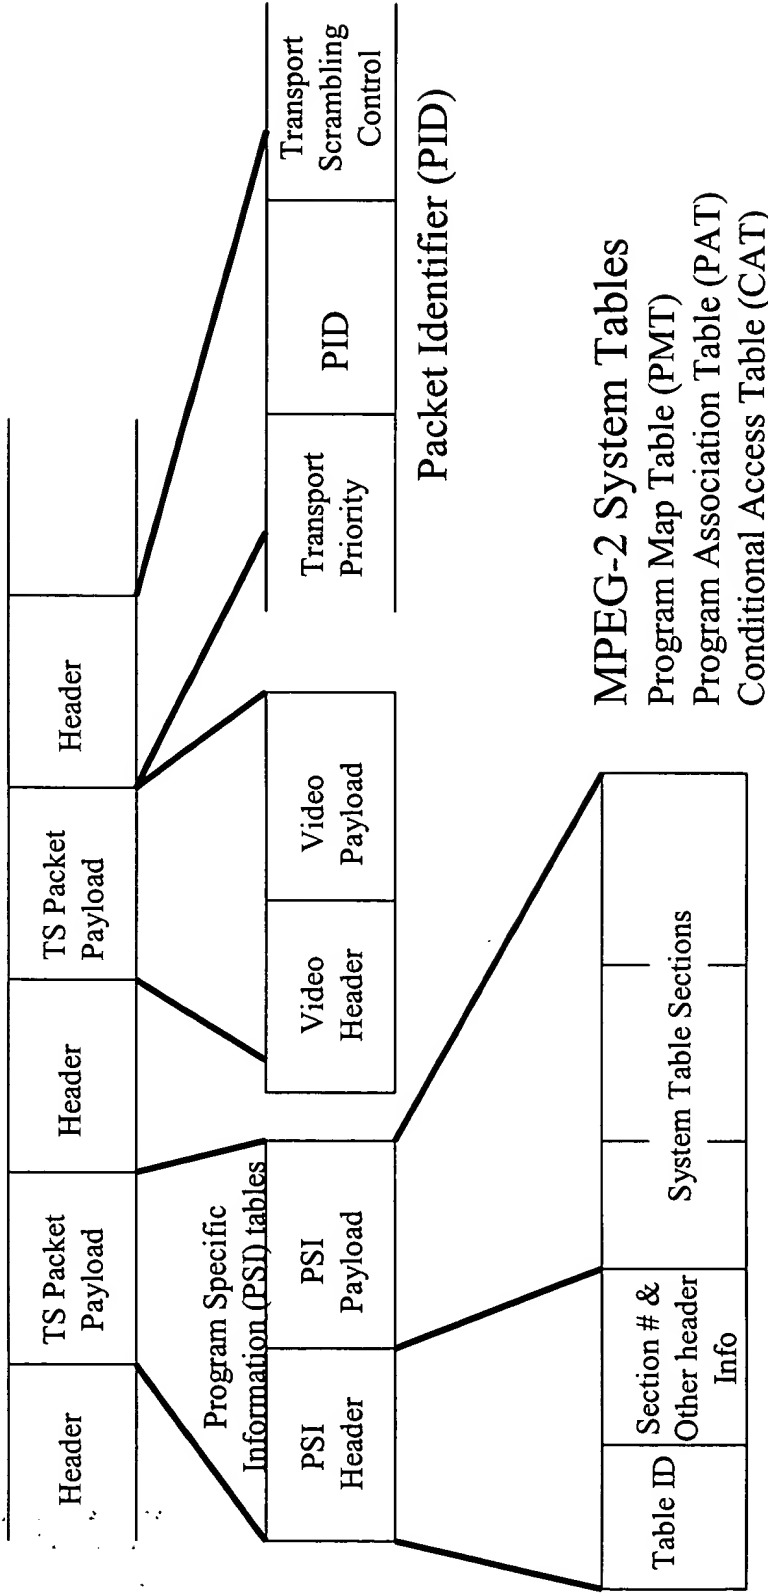 Header
TS Packet
Payload
Header
TS Packet
Payload
Header
Program Specific
Information (PSI) tables
PSI
Header
PSI
Payload
Video
Header
Video
Payload
Transport
Priority
PID
Transport
Scrambling
Control
Packet Identifier (PID)
Table ID
Section # &
Other header
Info
System Table Sections
MPEG-2 System Tables
Program Map Table (PMT)
Program Association Table (PAT)
Conditional Access Table (CAT)